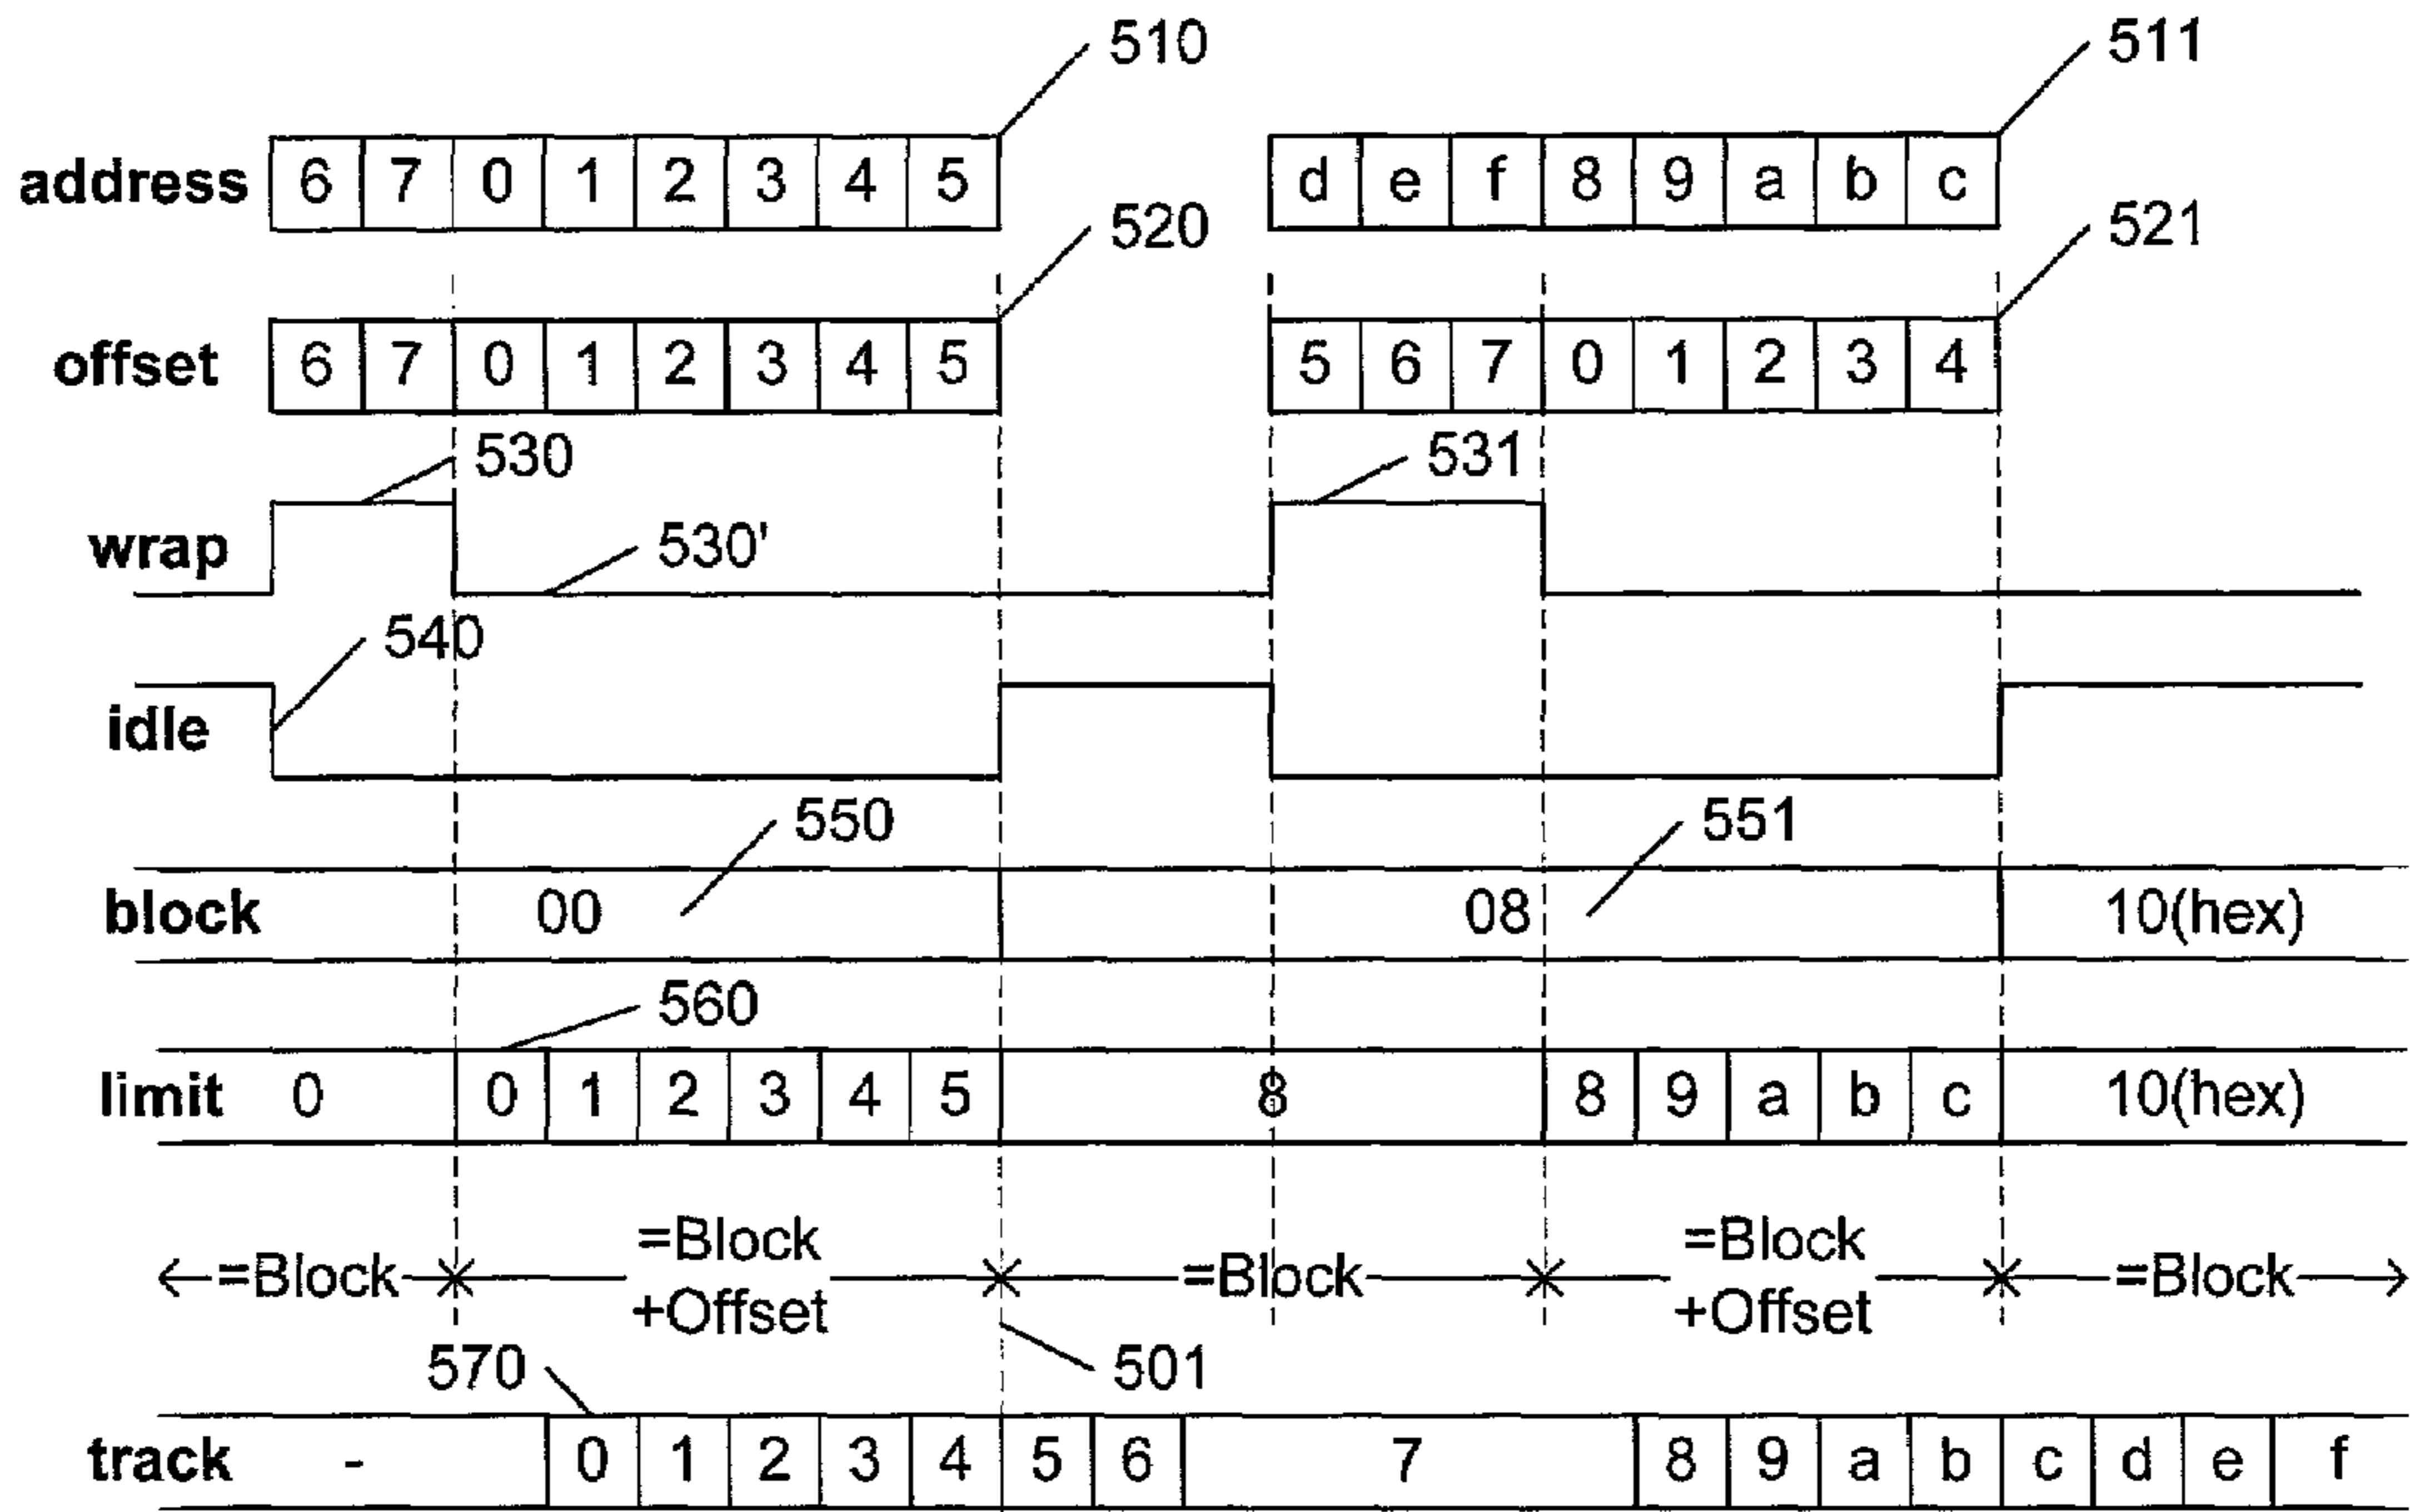 510 511
address 6 7 0 1 2 3 4 5 d e f 8 9 a b c
520 521
offset 6 7 0 1 2 3 4 5 5 6 7 0 1 2 3 4
530 531
wrap 530'
540
idle
550 551
block 00 08 10(hex)
560
limit 0 0 1 2 3 4 5 8 8 9 a b c 10(hex)
=Block =Block +Offset =Block =Block +Offset =Block
570 501
track - 0 1 2 3 4 5 6 7 8 9 a b c d e f